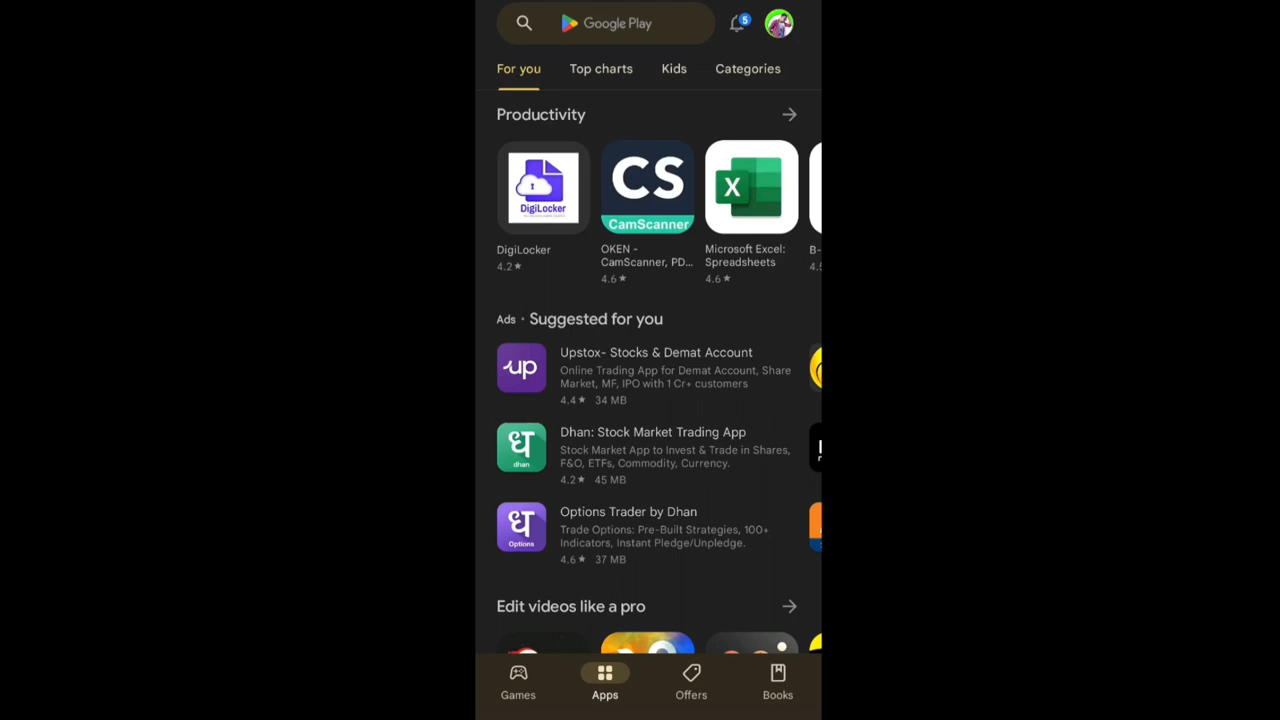 Google Play
5
For you
Top charts
Kids
Categories
Productivity
DigiLocker
CS
CamScanner
X
DigiLocker
4.2★
OKEN -
CamScanner, PD...
4.6★
Microsoft Excel:
Spreadsheets
4.6★
B-
4.5
Ads • Suggested for you
up
Upstox- Stocks & Demat Account
Online Trading App for Demat Account, Share
Market, MF, IPO with 1 Cr+ customers
4.4★ 34 MB
ध
dhan
Dhan: Stock Market Trading App
Stock Market App to Invest & Trade in Shares,
F&O, ETFs, Commodity, Currency.
4.2★ 45 MB
ध
Options
Options Trader by Dhan
Trade Options: Pre-Built Strategies, 100+
Indicators, Instant Pledge/Unpledge.
4.6★ 37 MB
Edit videos like a pro
Games
Apps
Offers
Books